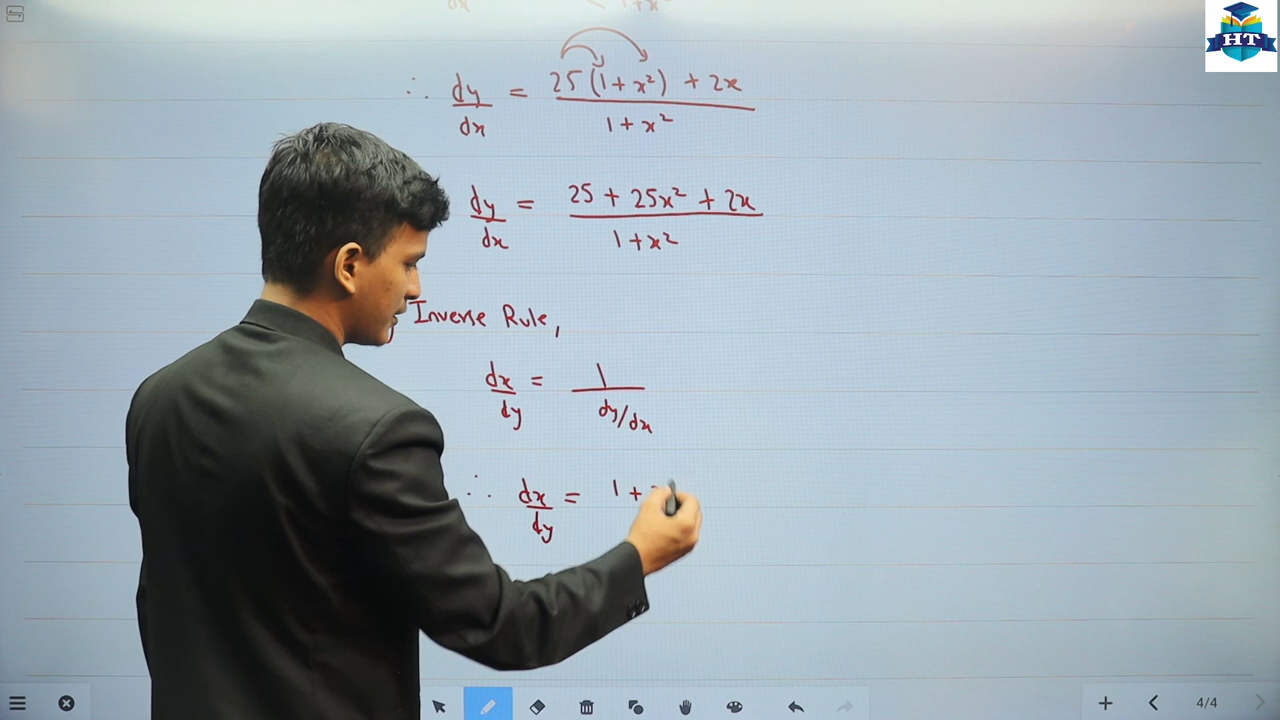 HT
∴ dy/dx = 25(1+x²) + 2x / 1+x²
dy/dx = 25 + 25x² + 2x / 1+x²
Inverse Rule,
dx/dy = 1 / dy/dx
∴ dx/dy = 1 +
4/4